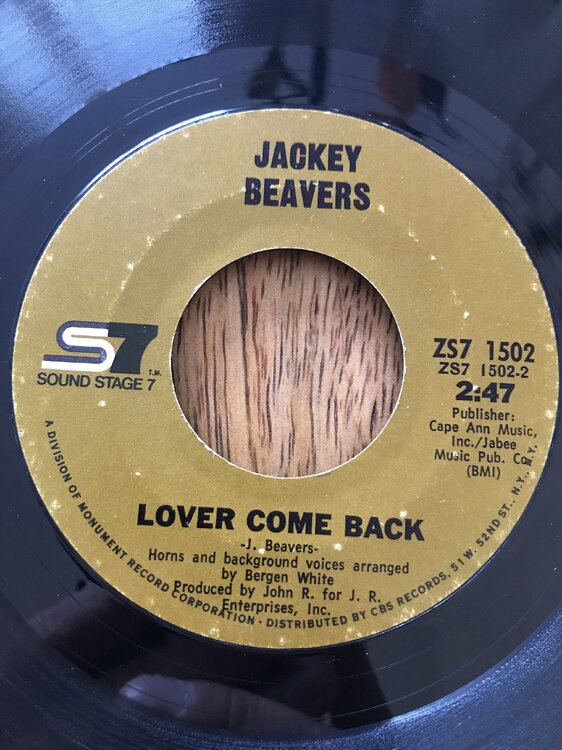 JACKEY
BEAVERS
S7
T.M.
SOUND STAGE 7
ZS7 1502
ZS7 1502-2
2:47
Publisher:
Cape Ann Music,
Inc./Jabee
Music Pub. Co.
(BMI)
LOVER COME BACK
-J. Beavers-
Horns and background voices arranged
by Bergen White
Produced by John R. for J. R.
Enterprises, Inc.
A DIVISION OF MONUMENT RECORD CORPORATION · DISTRIBUTED BY CBS RECORDS, 51 W. 52ND ST., N.Y., N.Y.